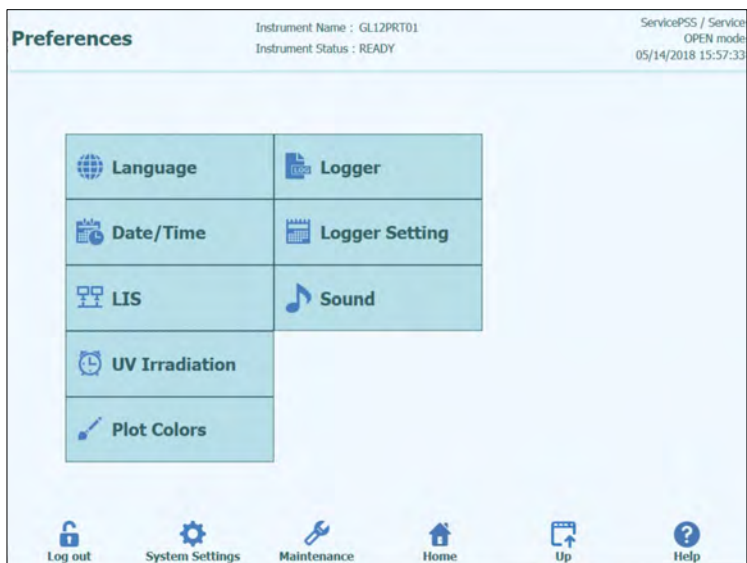 Preferences
Instrument Name : GL12PRT01
Instrument Status : READY
ServicePSS / Service
OPEN mode
05/14/2018 15:57:33
Language
LOG
Logger
Date/Time
Logger Setting
LIS
Sound
UV Irradiation
Plot Colors
Log out
System Settings
Maintenance
Home
Up
? Help